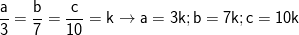 a/3 = b/7 = c/10 = k → a = 3k; b = 7k; c = 10k